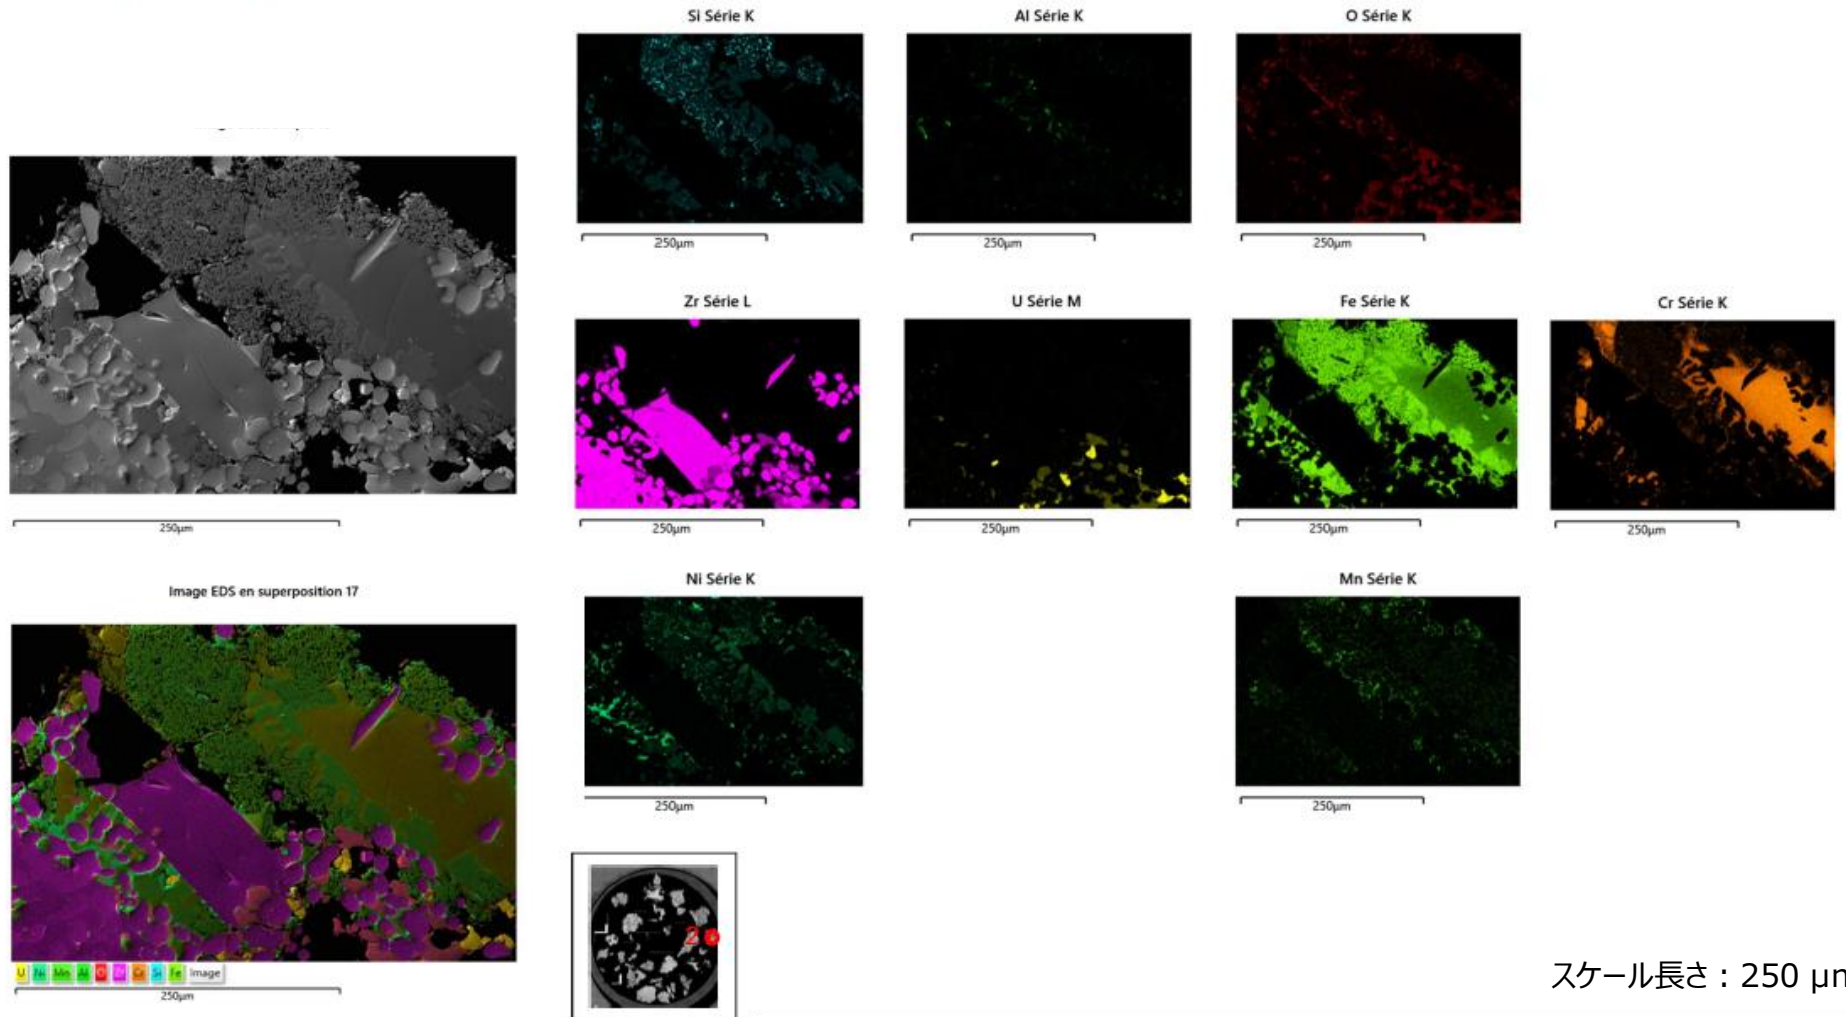 Si Série K
Al Série K
O Série K
250µm
250µm
250µm
Zr Série L
U Série M
Fe Série K
Cr Série K
250µm
250µm
250µm
250µm
250µm
Image EDS en superposition 17
Ni Série K
Mn Série K
250µm
250µm
2
U Ni Mn Al O Zr Cr Si Fe Image
250µm
スケール長さ：250 µm